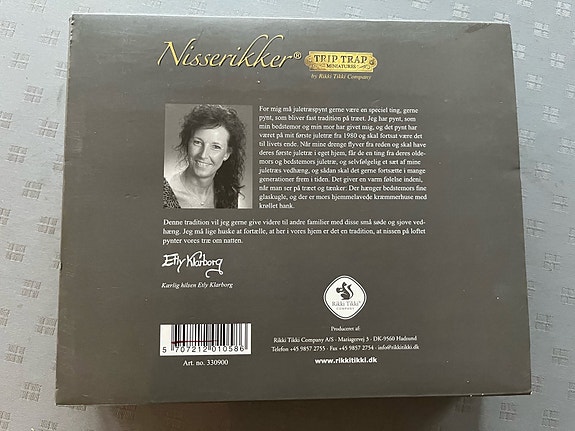 Nisserikker®
TRIP TRAP
MINIATURES
by Rikki Tikki Company
For mig må juletræspynt gerne være en speciel ting, gerne
pynt, som bliver fast tradition på træet. Jeg har pynt, som
min bedstemor og min mor har givet mig, og det pynt har
været på mit første juletræ fra 1980 og skal fortsat være det
til livets ende. Når mine drenge flyver fra reden og skal have
deres første juletræ i eget hjem, får de en ting fra deres olde-
mors og bedstemors juletræ, og selvfølgelig et sæt af mine
juletræs vedhæng, og sådan skal det gerne fortsætte i mange
generationer frem i tiden. Det giver en varm følelse indeni,
når man ser på træet og tænker: Der hænger bedstemors fine
glaskugle, og der er mors hjemmelavede kræmmerhuse med
krøllet hank.
Denne tradition vil jeg gerne give videre til andre familier med disse små søde og sjove ved-
hæng. Jeg må lige huske at fortælle, at her i vores hjem er det en tradition, at nissen på loftet
pynter vores træ om natten.
Etly Klarborg
Kærlig hilsen Etly Klarborg
Rikki Tikki®
COMPANY
Produceret af:
Rikki Tikki Company A/S · Mariagervej 3 · DK-9560 Hadsund
Telefon +45 9857 2755 · Fax +45 9857 2754 · info@rikkitikki.dk
www.rikkitikki.dk
5 707212 010586
Art. no. 330900